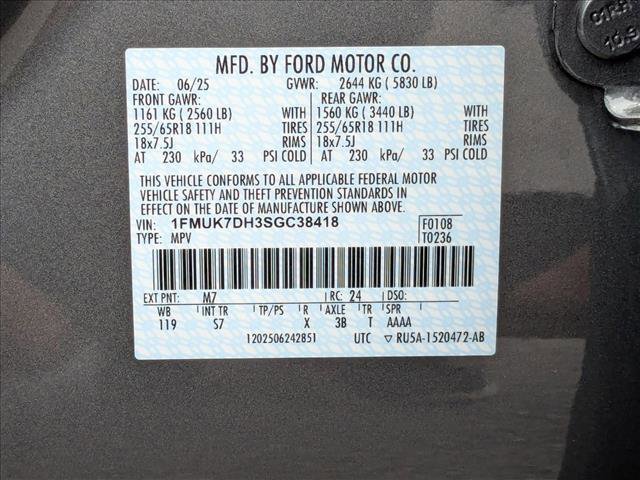 01RH
10.9
MFD. BY FORD MOTOR CO.
DATE: 06/25 GVWR: 2644 KG ( 5830 LB)
FRONT GAWR: REAR GAWR:
1161 KG ( 2560 LB) WITH 1560 KG ( 3440 LB) WITH
255/65R18 111H TIRES 255/65R18 111H TIRES
18x7.5J RIMS 18x7.5J RIMS
AT 230 kPa/ 33 PSI COLD AT 230 kPa/ 33 PSI COLD
THIS VEHICLE CONFORMS TO ALL APPLICABLE FEDERAL MOTOR
VEHICLE SAFETY AND THEFT PREVENTION STANDARDS IN
EFFECT ON THE DATE OF MANUFACTURE SHOWN ABOVE.
VIN: 1FMUK7DH3SGC38418 F0108
TYPE: MPV T0236
EXT PNT: M7 RC: 24 DSO:
WB INT TR TP/PS R AXLE TR SPR
119 S7 X 3B T AAAA
1202506242851 UTC ▽ RU5A-1520472-AB